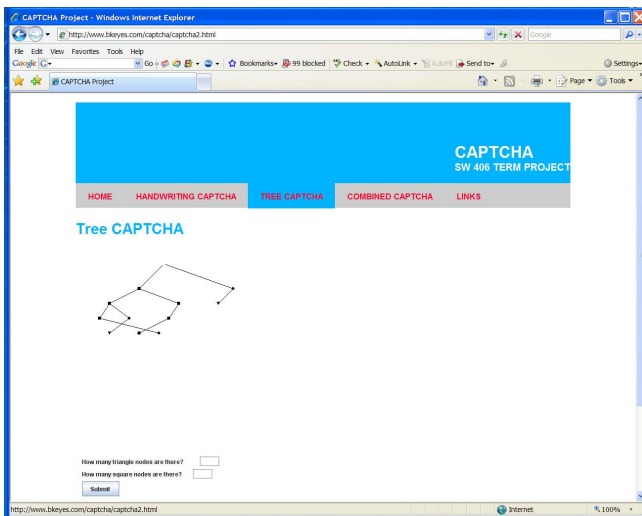 CAPTCHA Project - Windows Internet Explorer
http://www.bkeyes.com/captcha/captcha2.html
Google
File Edit View Favorites Tools Help
Google G Go Bookmarks 99 blocked Check AutoLink AutoFill Send to Settings
CAPTCHA Project Page Tools
CAPTCHA
SW 406 TERM PROJECT
HOME HANDWRITING CAPTCHA TREE CAPTCHA COMBINED CAPTCHA LINKS
Tree CAPTCHA
How many triangle nodes are there?
How many square nodes are there?
Submit
http://www.bkeyes.com/captcha/captcha2.html Internet 100%